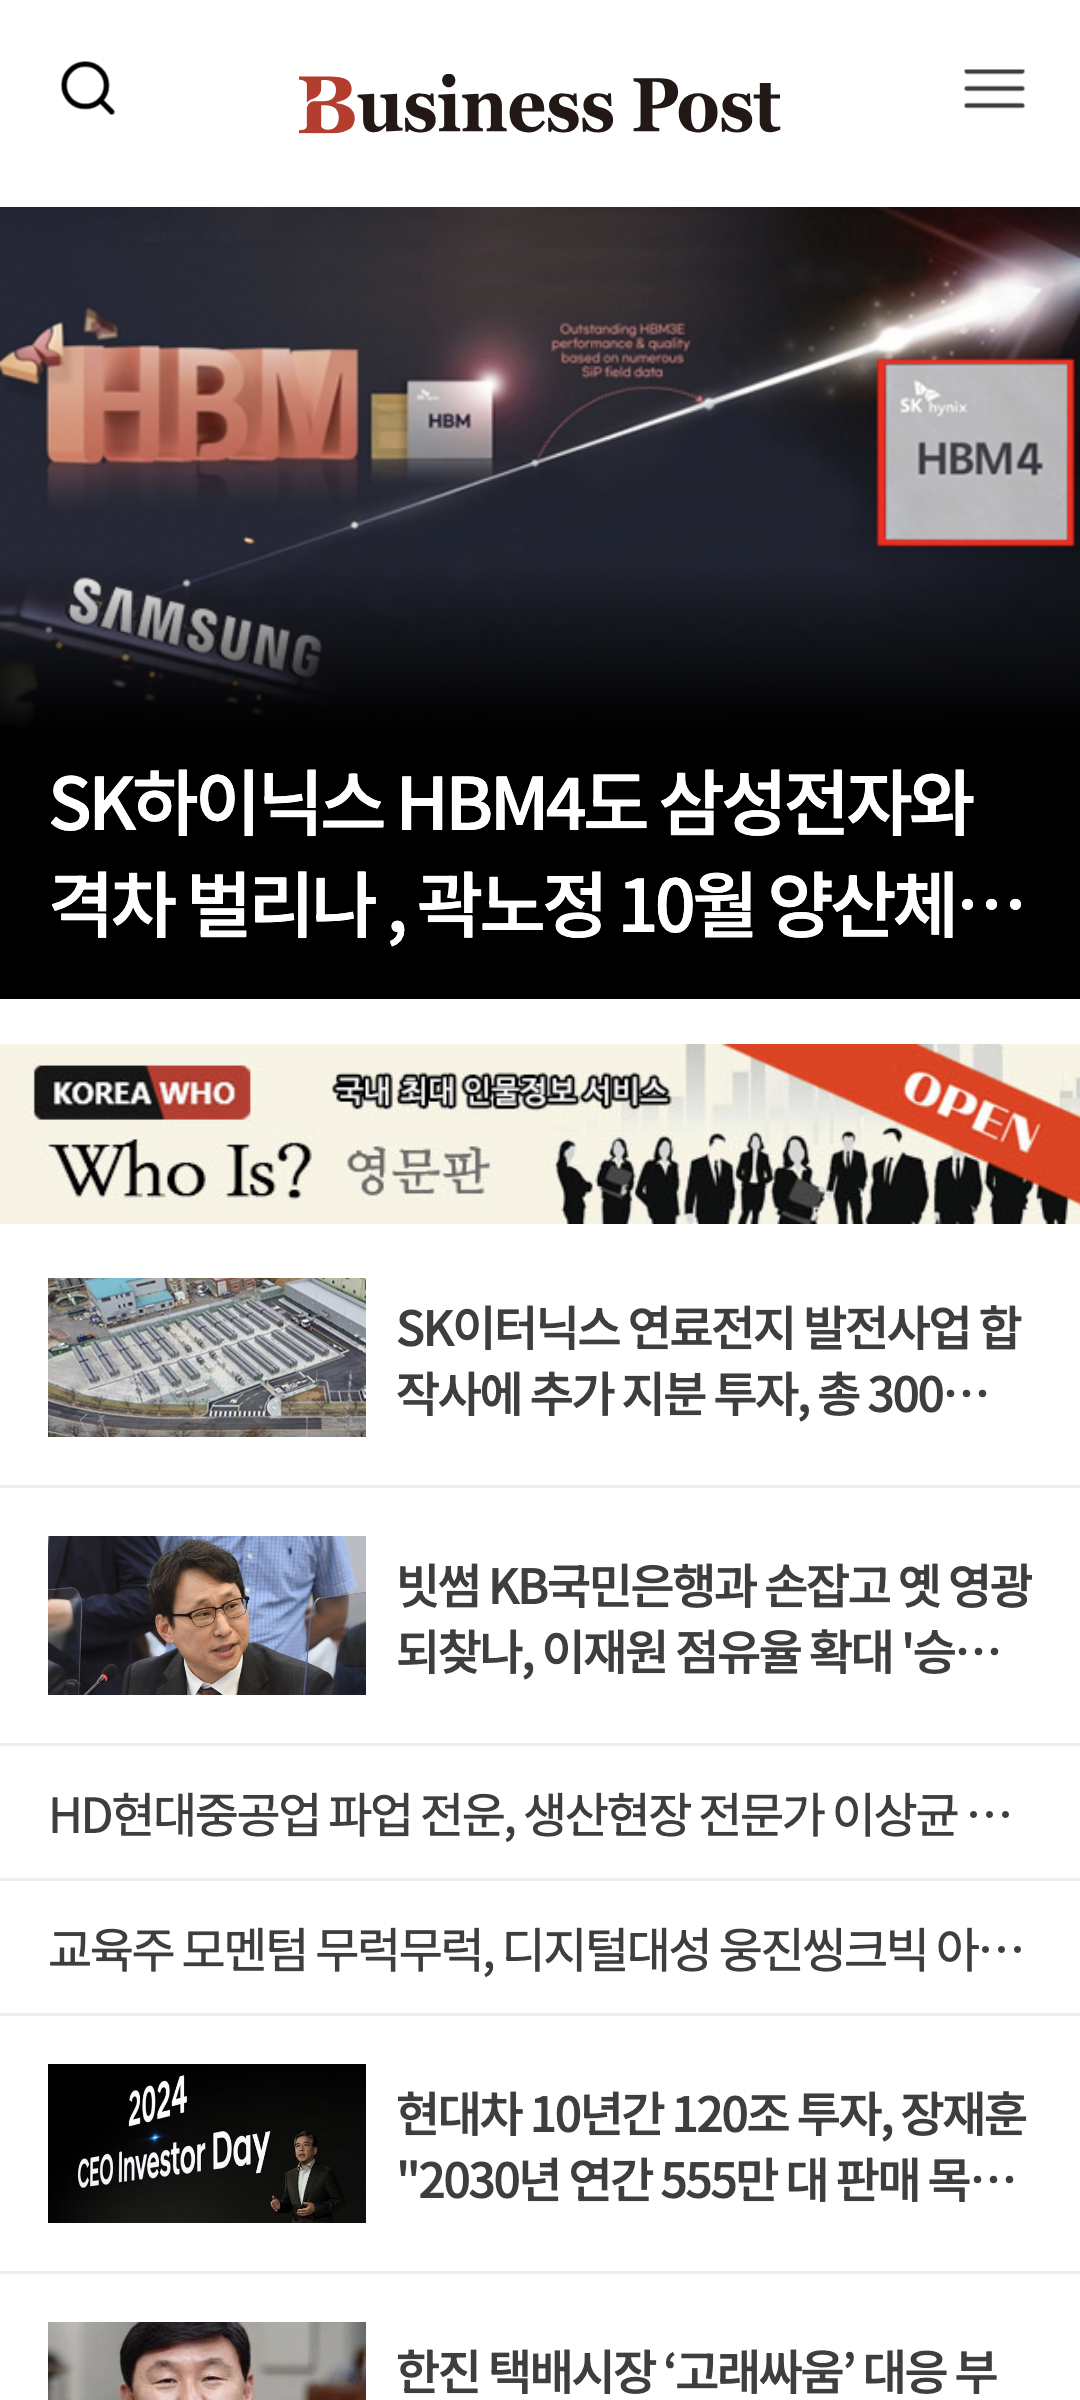 Business Post
HBM
SK hynix
HBM
Outstanding HBM3E
performance & quality
based on numerous
SiP field data
SK hynix
HBM4
SAMSUNG
SK하이닉스 HBM4도 삼성전자와
격차 벌리나 , 곽노정 10월 양산체…
KOREA WHO
국내 최대 인물정보 서비스
Who Is? 영문판
OPEN
SK이터닉스 연료전지 발전사업 합
작사에 추가 지분 투자, 총 300…
빗썸 KB국민은행과 손잡고 옛 영광
되찾나, 이재원 점유율 확대 '승…
HD현대중공업 파업 전운, 생산현장 전문가 이상균 …
교육주 모멘텀 무럭무럭, 디지털대성 웅진씽크빅 아…
2024
CEO Investor Day
현대차 10년간 120조 투자, 장재훈
"2030년 연간 555만 대 판매 목…
한진 택배시장 ‘고래싸움’ 대응 부